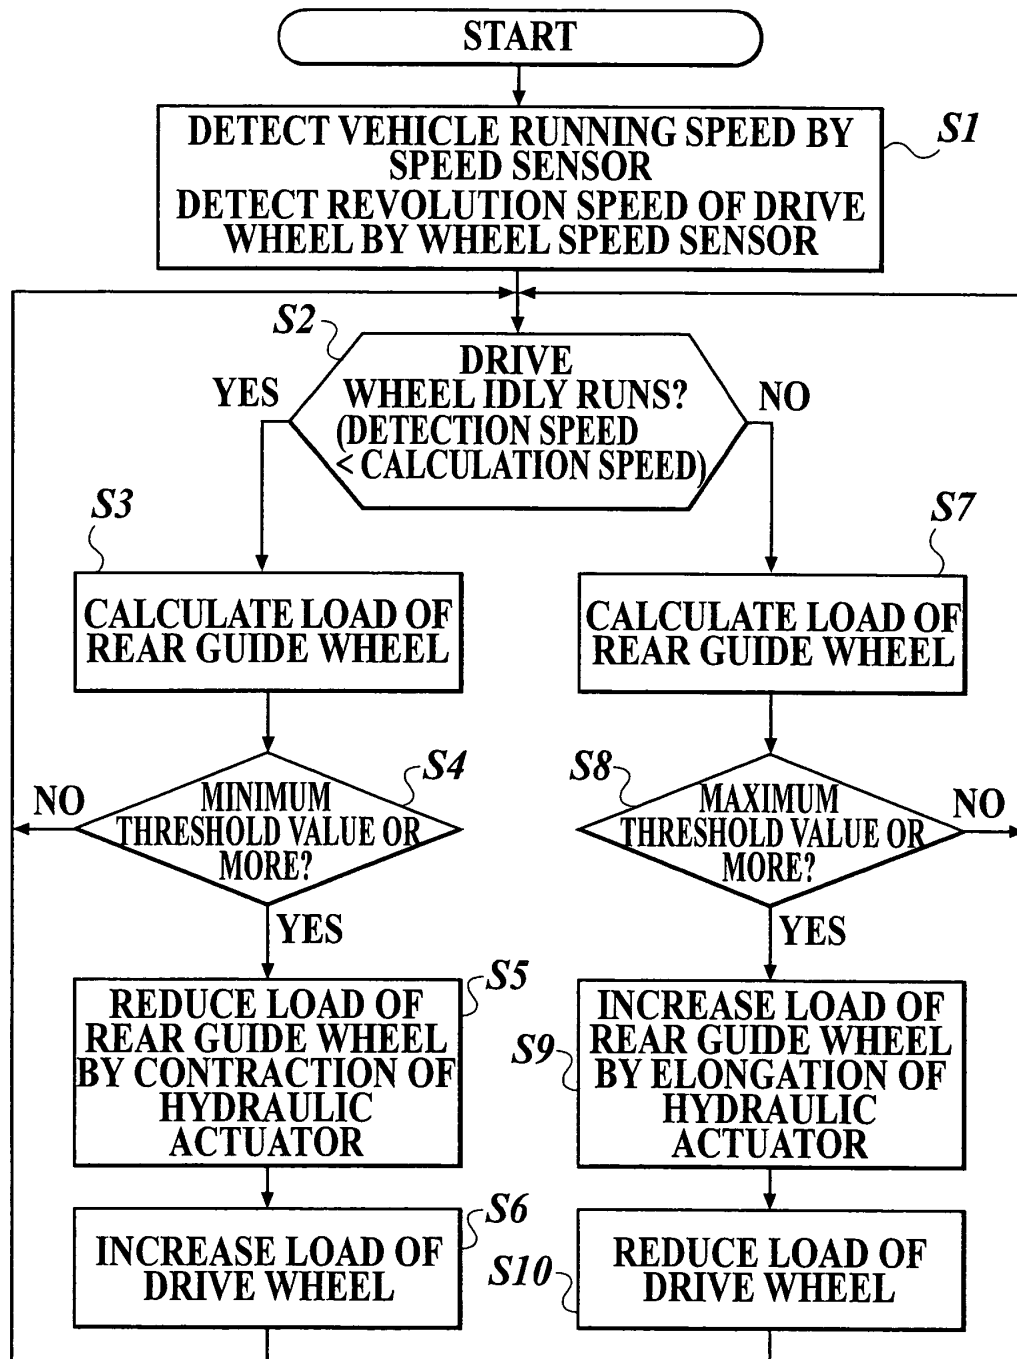 START
DETECT VEHICLE RUNNING SPEED BY
SPEED SENSOR
DETECT REVOLUTION SPEED OF DRIVE
WHEEL BY WHEEL SPEED SENSOR
S1
S2
DRIVE
WHEEL IDLY RUNS?
(DETECTION SPEED
< CALCULATION SPEED)
YES
NO
S3
CALCULATE LOAD OF
REAR GUIDE WHEEL
S7
CALCULATE LOAD OF
REAR GUIDE WHEEL
S4
MINIMUM
THRESHOLD VALUE OR
MORE?
NO
YES
S8
MAXIMUM
THRESHOLD VALUE OR
MORE?
NO
YES
S5
REDUCE LOAD OF
REAR GUIDE WHEEL
BY CONTRACTION OF
HYDRAULIC
ACTUATOR
S9
INCREASE LOAD OF
REAR GUIDE WHEEL
BY ELONGATION OF
HYDRAULIC
ACTUATOR
S6
INCREASE LOAD OF
DRIVE WHEEL
S10
REDUCE LOAD OF
DRIVE WHEEL